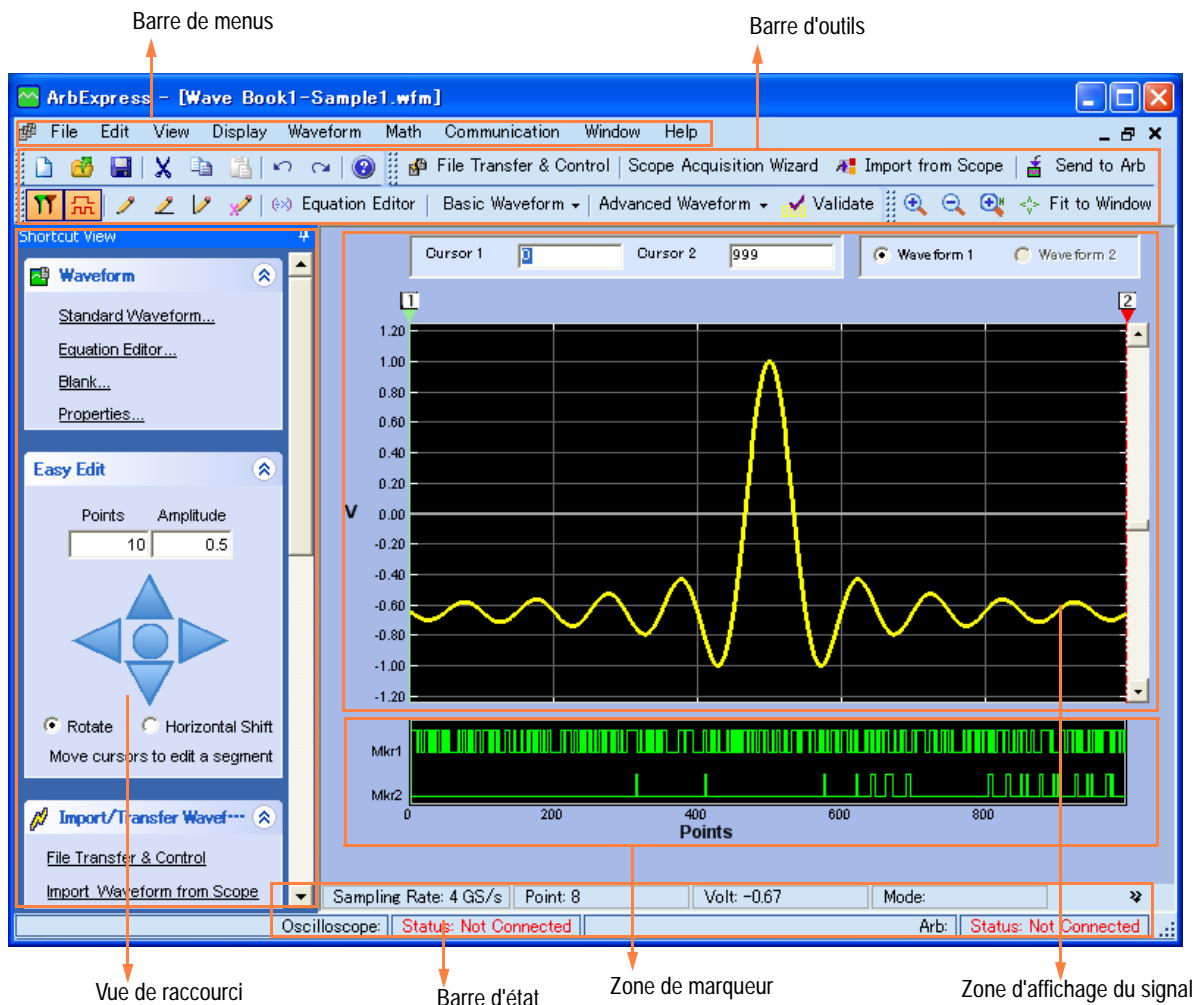 Barre de menus
Barre d'outils
ArbExpress - [Wave Book1-Sample1.wfm]
File Edit View Display Waveform Math Communication Window Help
File Transfer & Control Scope Acquisition Wizard Import from Scope Send to Arb
Equation Editor Basic Waveform Advanced Waveform Validate Fit to Window
Shortcut View
Cursor 1 0 Cursor 2 999 Waveform 1 Waveform 2
Waveform
Standard Waveform...
Equation Editor...
Blank...
Properties...
Easy Edit
Points Amplitude
10 0.5
Rotate Horizontal Shift
Move cursors to edit a segment
Import/Transfer Wavef...
File Transfer & Control
Import Waveform from Scope
1 2
1.20
1.00
0.80
0.60
0.40
0.20
V 0.00
-0.20
-0.40
-0.60
-0.80
-1.00
-1.20
Mkr1
Mkr2
0 200 400 600 800
Points
Sampling Rate: 4 GS/s Point: 8 Volt: -0.67 Mode:
Oscilloscope: Status: Not Connected Arb: Status: Not Connected
Vue de raccourci
Barre d'état
Zone de marqueur
Zone d'affichage du signal